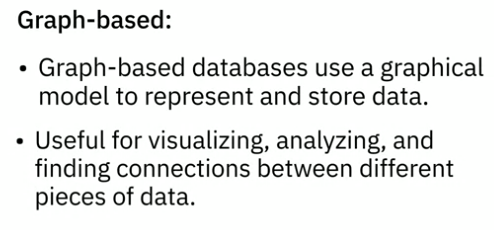 Graph-based:
• Graph-based databases use a graphical
model to represent and store data.
• Useful for visualizing, analyzing, and
finding connections between different
pieces of data.